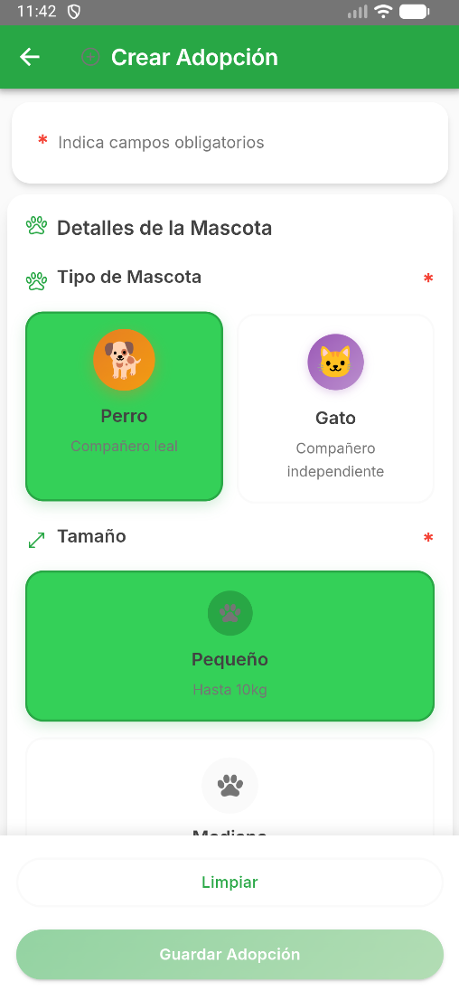 11:42
Crear Adopción
* Indica campos obligatorios
Detalles de la Mascota
Tipo de Mascota *
Perro
Compañero leal
Gato
Compañero
independiente
Tamaño *
Pequeño
Hasta 10kg
Mediano
Limpiar
Guardar Adopción